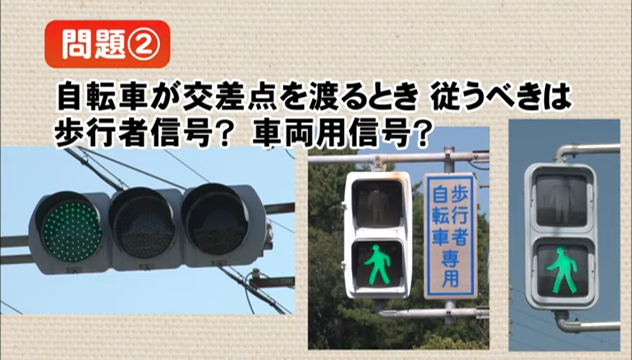 問題②
自転車が交差点を渡るとき 従うべきは
歩行者信号? 車両用信号?
歩行者
自転車
専用